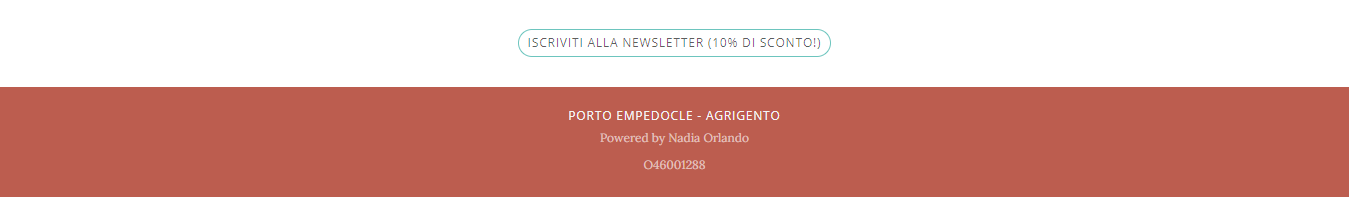 ISCRIVITI ALLA NEWSLETTER (10% DI SCONTO!)
PORTO EMPEDOCLE - AGRIGENTO
Powered by Nadia Orlando
O46001288